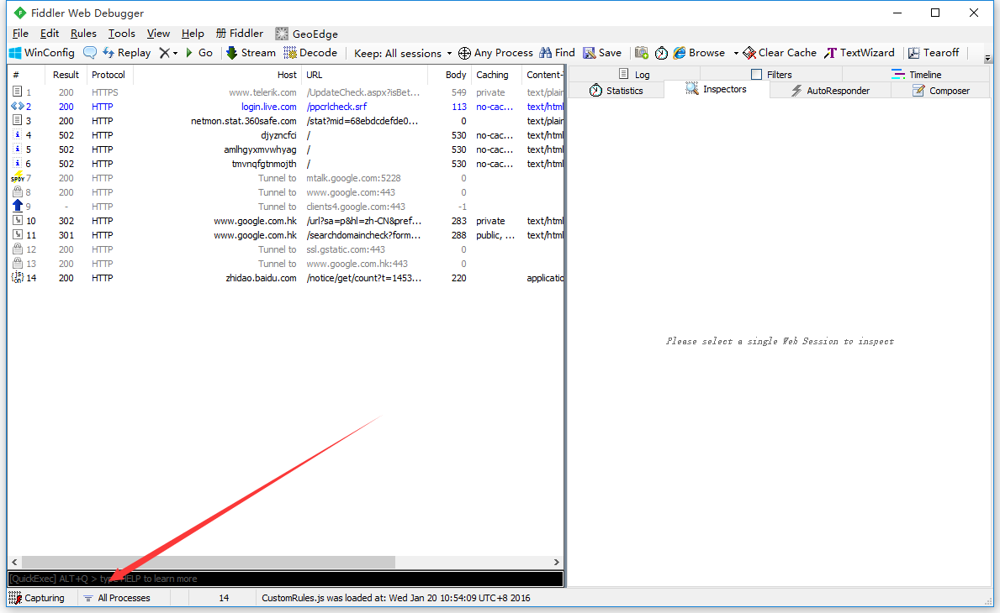 Fiddler Web Debugger
File Edit Rules Tools View Help Fiddler GeoEdge
WinConfig Replay Go Stream Decode Keep: All sessions Any Process Find Save Browse Clear Cache TextWizard Tearoff
# Result Protocol Host URL Body Caching Content-T
1 200 HTTPS www.telerik.com /UpdateCheck.aspx?isBet... 549 private text/plain
2 200 HTTP login.live.com /ppcrlcheck.srf 113 no-cac... text/html
3 200 HTTP netmon.stat.360safe.com /stat?mid=68ebdcdefde0... 0 text/plain
4 502 HTTP djyzncfci / 530 no-cac... text/html
5 502 HTTP amlhgyxmvwhyag / 530 no-cac... text/html
6 502 HTTP tmvnqfgtnmojth / 530 no-cac... text/html
SPDY 7 200 HTTP Tunnel to mtalk.google.com:5228 0
8 200 HTTP Tunnel to www.google.com:443 0
9 - HTTP Tunnel to clients4.google.com:443 -1
10 302 HTTP www.google.com.hk /url?sa=p&hl=zh-CN&pref... 283 private text/html
11 301 HTTP www.google.com.hk /searchdomaincheck?form... 288 public, ... text/html
12 200 HTTP Tunnel to ssl.gstatic.com:443 0
13 200 HTTP Tunnel to www.google.com.hk:443 0
14 200 HTTP zhidao.baidu.com /notice/get/count?t=1453... 220 applicatio
Log Filters Timeline
Statistics Inspectors AutoResponder Composer
Please select a single Web Session to inspect
[QuickExec] ALT+Q > type HELP to learn more
Capturing All Processes 14 CustomRules.js was loaded at: Wed Jan 20 10:54:09 UTC+8 2016